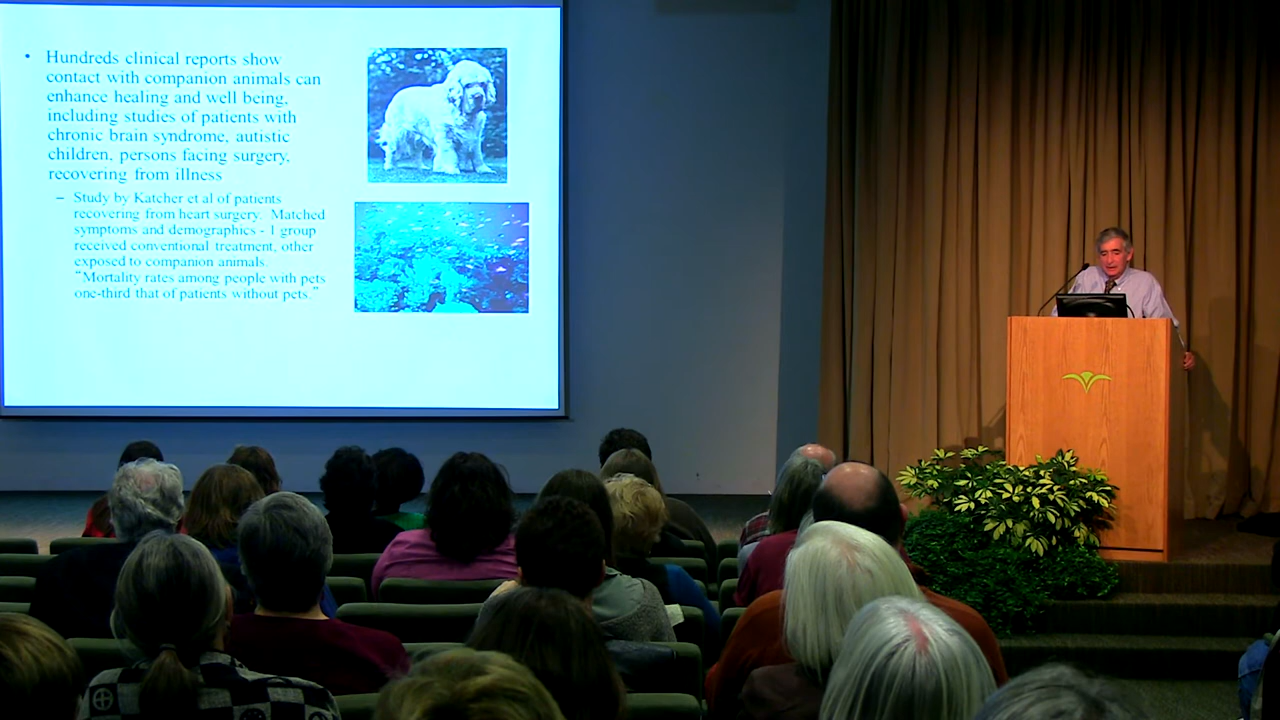 • Hundreds clinical reports show
contact with companion animals can
enhance healing and well being,
including studies of patients with
chronic brain syndrome, autistic
children, persons facing surgery,
recovering from illness
– Study by Katcher et al of patients
recovering from heart surgery. Matched
symptoms and demographics - 1 group
received conventional treatment, other
exposed to companion animals.
“Mortality rates among people with pets
one-third that of patients without pets.”